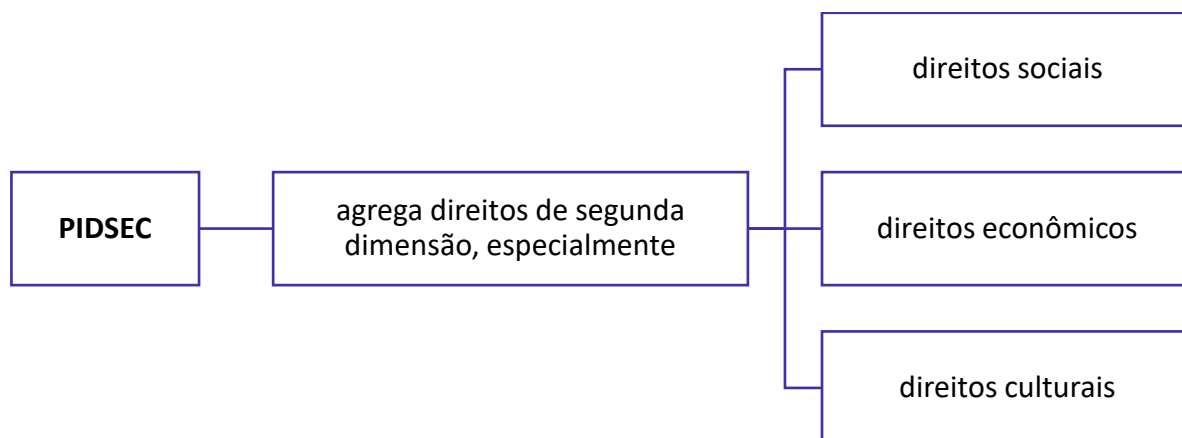 PIDSEC
agrega direitos de segunda
dimensão, especialmente
direitos sociais
direitos econômicos
direitos culturais